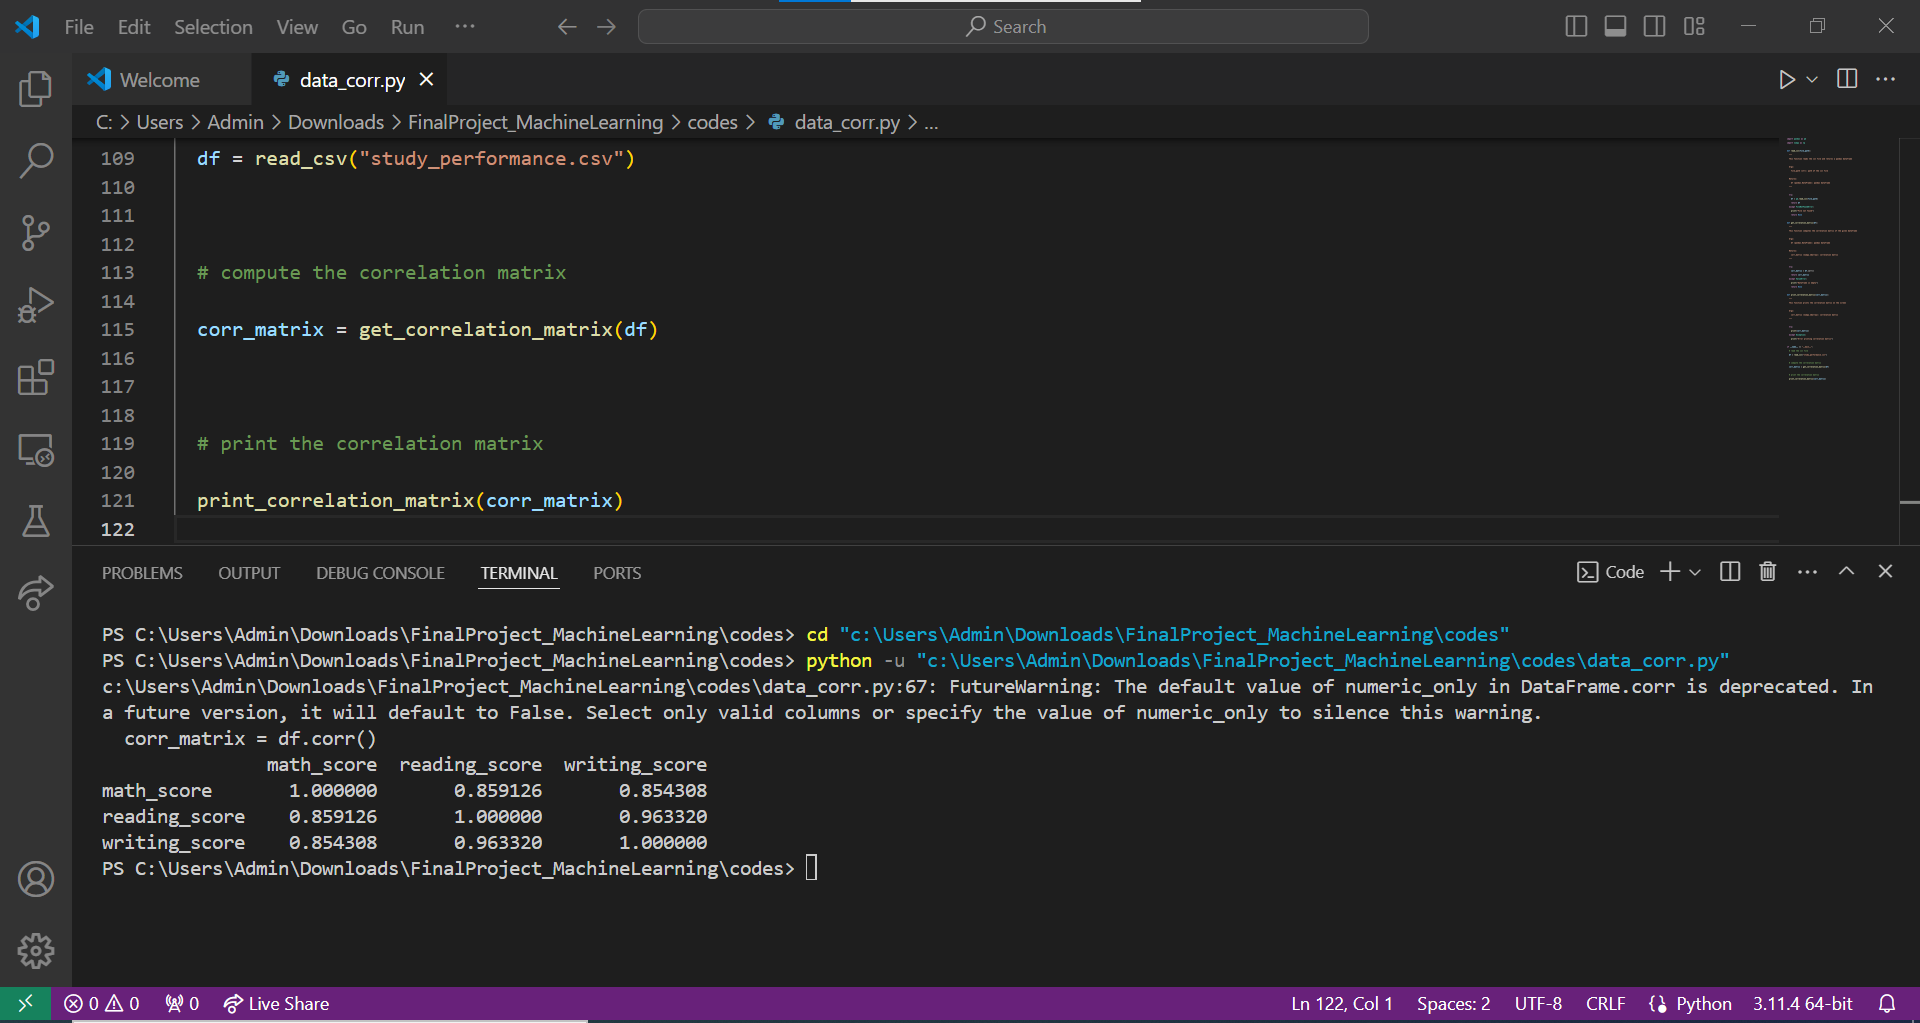 File Edit Selection View Go Run ··· Search
Welcome data_corr.py
C: > Users > Admin > Downloads > FinalProject_MachineLearning > codes > data_corr.py > ...
109 df = read_csv("study_performance.csv")
110
111
112
113 # compute the correlation matrix
114
115 corr_matrix = get_correlation_matrix(df)
116
117
118
119 # print the correlation matrix
120
121 print_correlation_matrix(corr_matrix)
122
PROBLEMS OUTPUT DEBUG CONSOLE TERMINAL PORTS Code
PS C:\Users\Admin\Downloads\FinalProject_MachineLearning\codes> cd "c:\Users\Admin\Downloads\FinalProject_MachineLearning\codes"
PS C:\Users\Admin\Downloads\FinalProject_MachineLearning\codes> python -u "c:\Users\Admin\Downloads\FinalProject_MachineLearning\codes\data_corr.py"
c:\Users\Admin\Downloads\FinalProject_MachineLearning\codes\data_corr.py:67: FutureWarning: The default value of numeric_only in DataFrame.corr is deprecated. In
a future version, it will default to False. Select only valid columns or specify the value of numeric_only to silence this warning.
corr_matrix = df.corr()
math_score reading_score writing_score
math_score 1.000000 0.859126 0.854308
reading_score 0.859126 1.000000 0.963320
writing_score 0.854308 0.963320 1.000000
PS C:\Users\Admin\Downloads\FinalProject_MachineLearning\codes>
0 0 0 Live Share Ln 122, Col 1 Spaces: 2 UTF-8 CRLF Python 3.11.4 64-bit